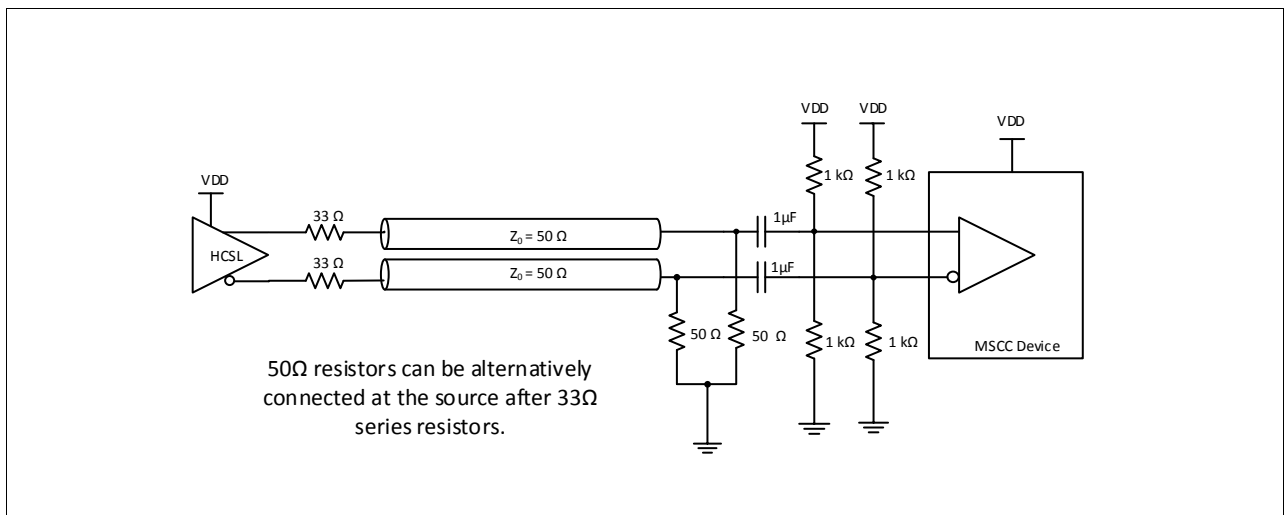 VDD
VDD
VDD
1 kΩ
1 kΩ
VDD
33 Ω
1µF
HCSL
Z0 = 50 Ω
33 Ω
Z0 = 50 Ω
1µF
50 Ω
50 Ω
1 kΩ
1 kΩ
MSCC Device
50Ω resistors can be alternatively
connected at the source after 33Ω
series resistors.